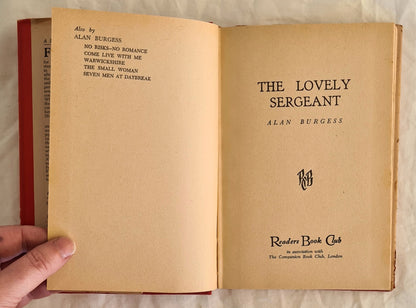 Also by
ALAN BURGESS
NO RISKS—NO ROMANCE
COME LIVE WITH ME
WARWICKSHIRE
THE SMALL WOMAN
SEVEN MEN AT DAYBREAK
THE LOVELY
SERGEANT
ALAN BURGESS
RB
Readers Book Club
in association with
The Companion Book Club, London